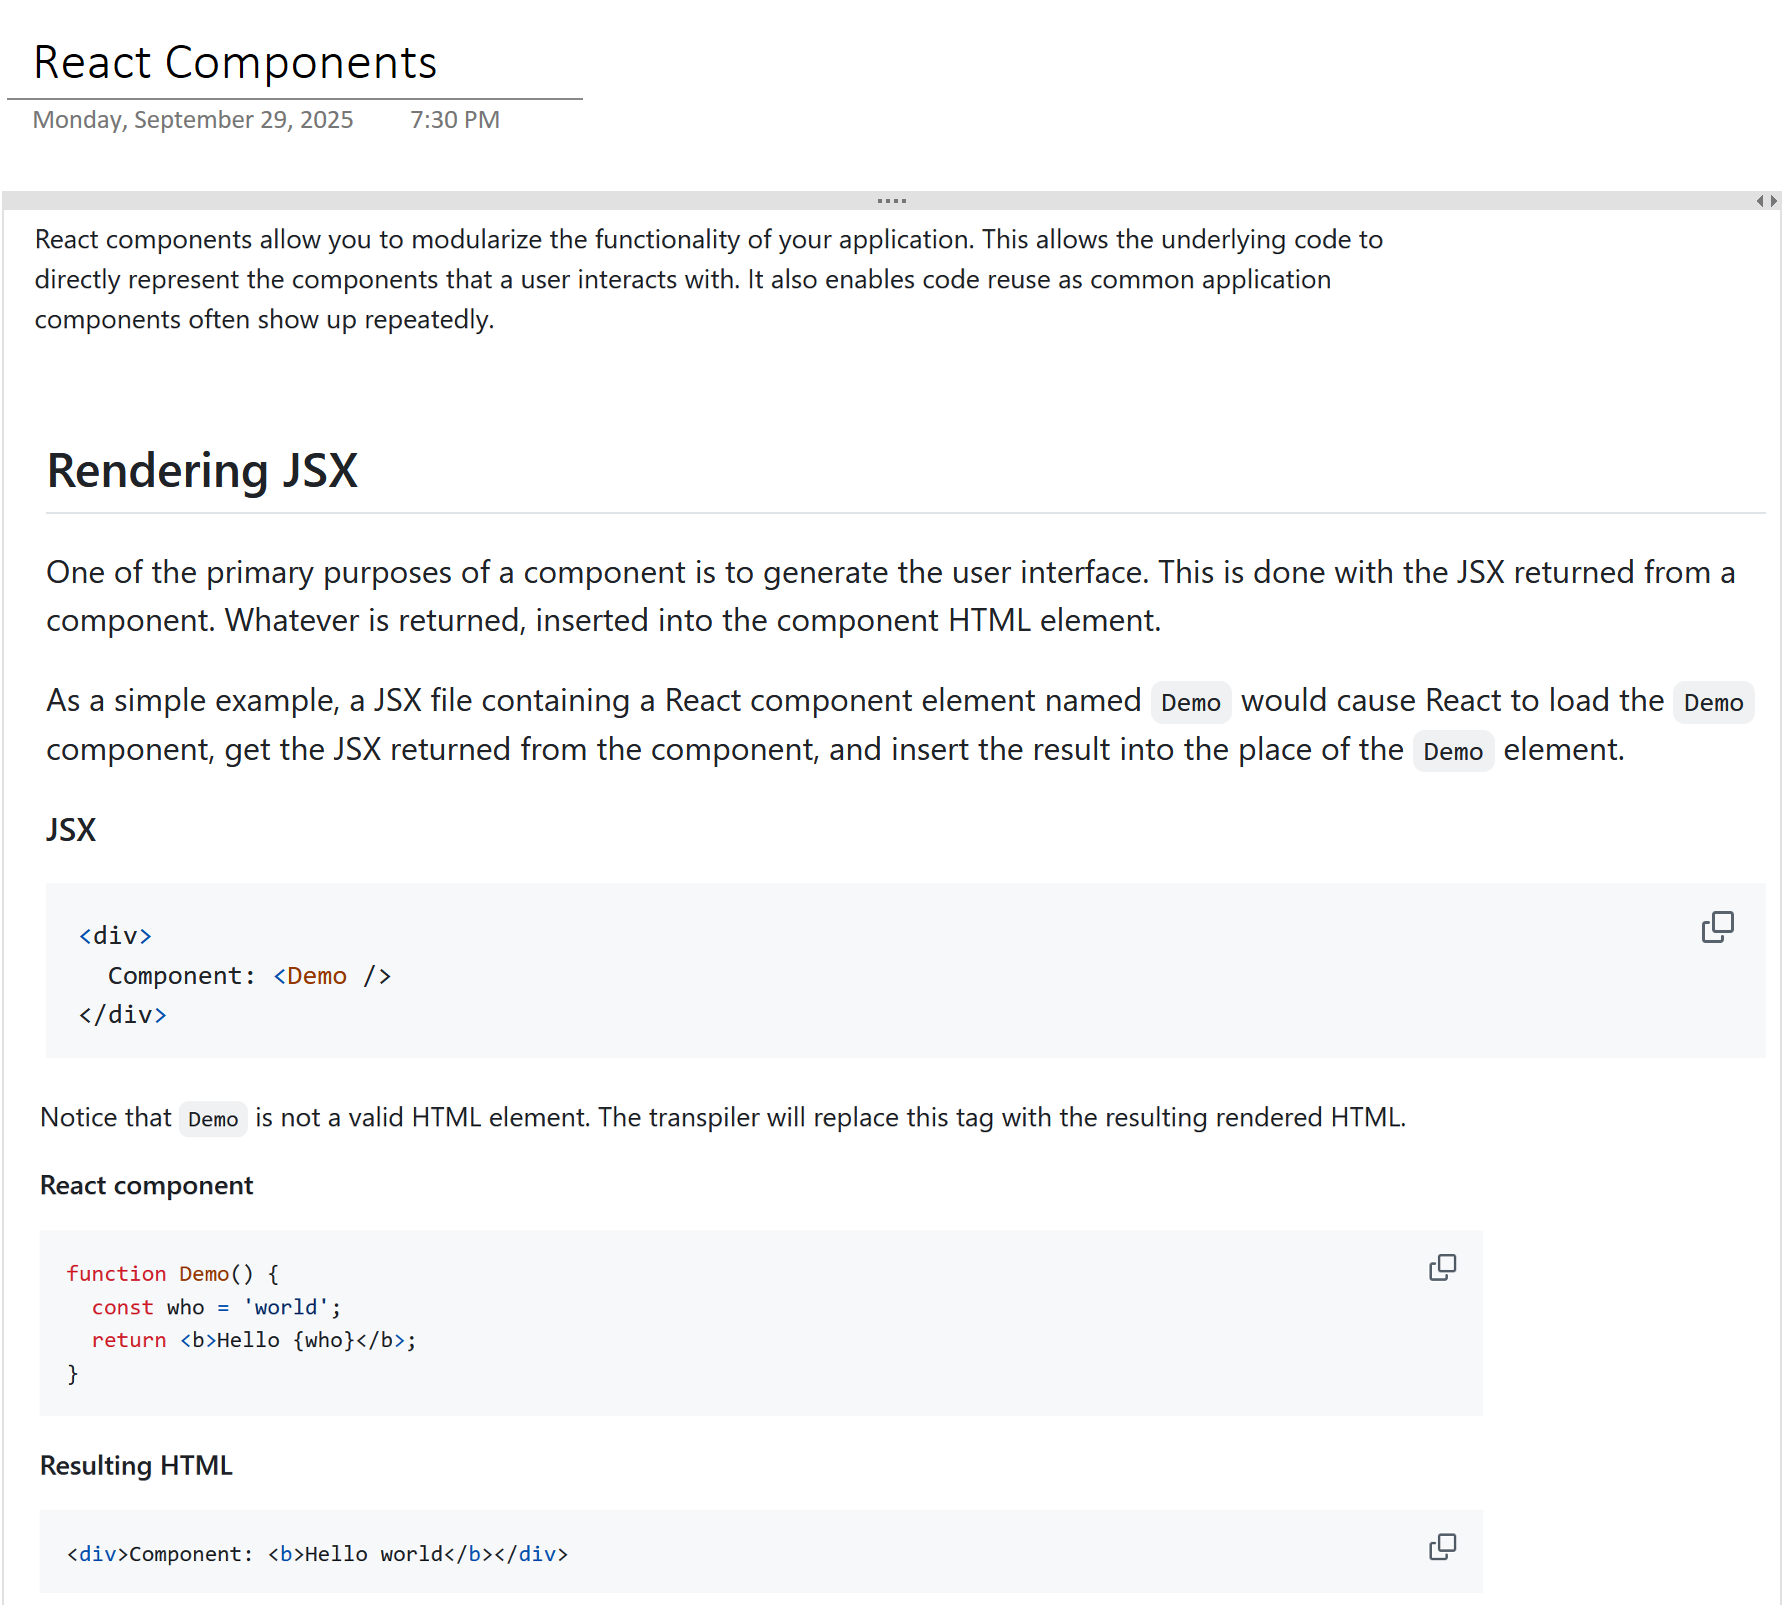 React Components
Monday, September 29, 2025 7:30 PM
React components allow you to modularize the functionality of your application. This allows the underlying code to
directly represent the components that a user interacts with. It also enables code reuse as common application
components often show up repeatedly.
Rendering JSX
One of the primary purposes of a component is to generate the user interface. This is done with the JSX returned from a
component. Whatever is returned, inserted into the component HTML element.
As a simple example, a JSX file containing a React component element named Demo would cause React to load the Demo
component, get the JSX returned from the component, and insert the result into the place of the Demo element.
JSX
<div>
  Component: <Demo />
</div>
Notice that Demo is not a valid HTML element. The transpiler will replace this tag with the resulting rendered HTML.
React component
function Demo() {
  const who = 'world';
  return <b>Hello {who}</b>;
}
Resulting HTML
<div>Component: <b>Hello world</b></div>